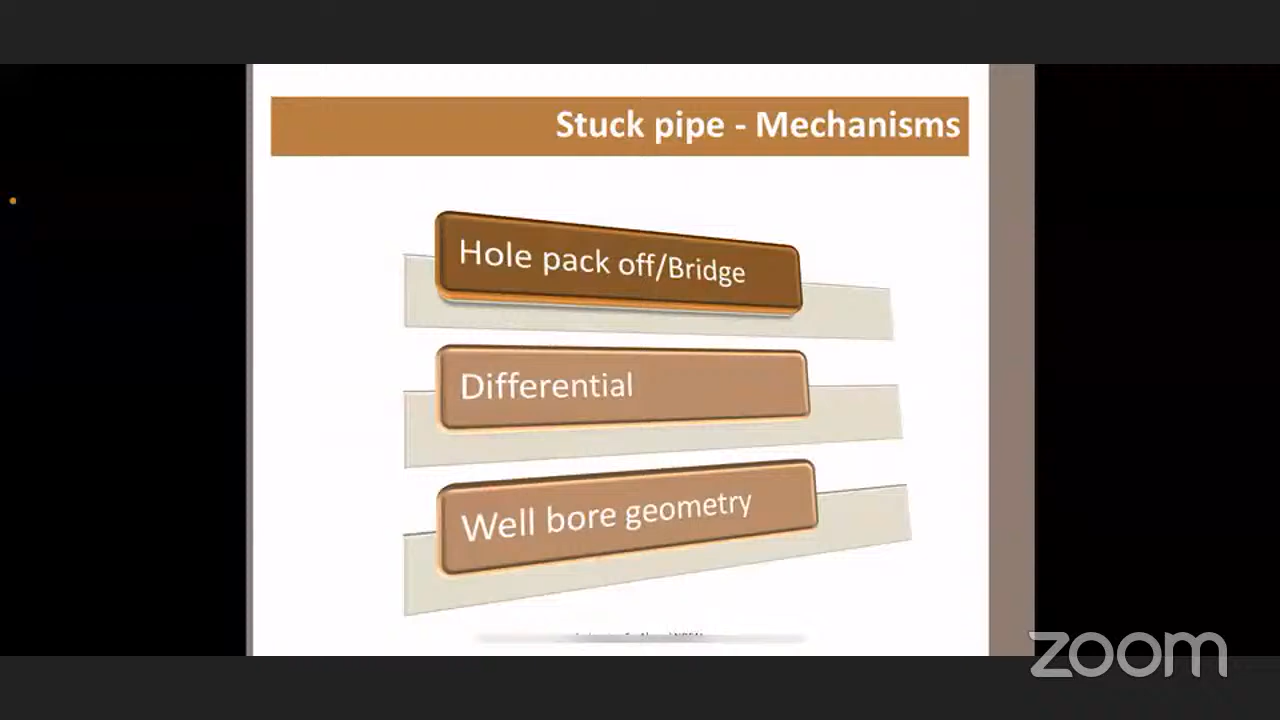 Stuck pipe - Mechanisms
Hole pack off/Bridge
Differential
Well bore geometry
zoom